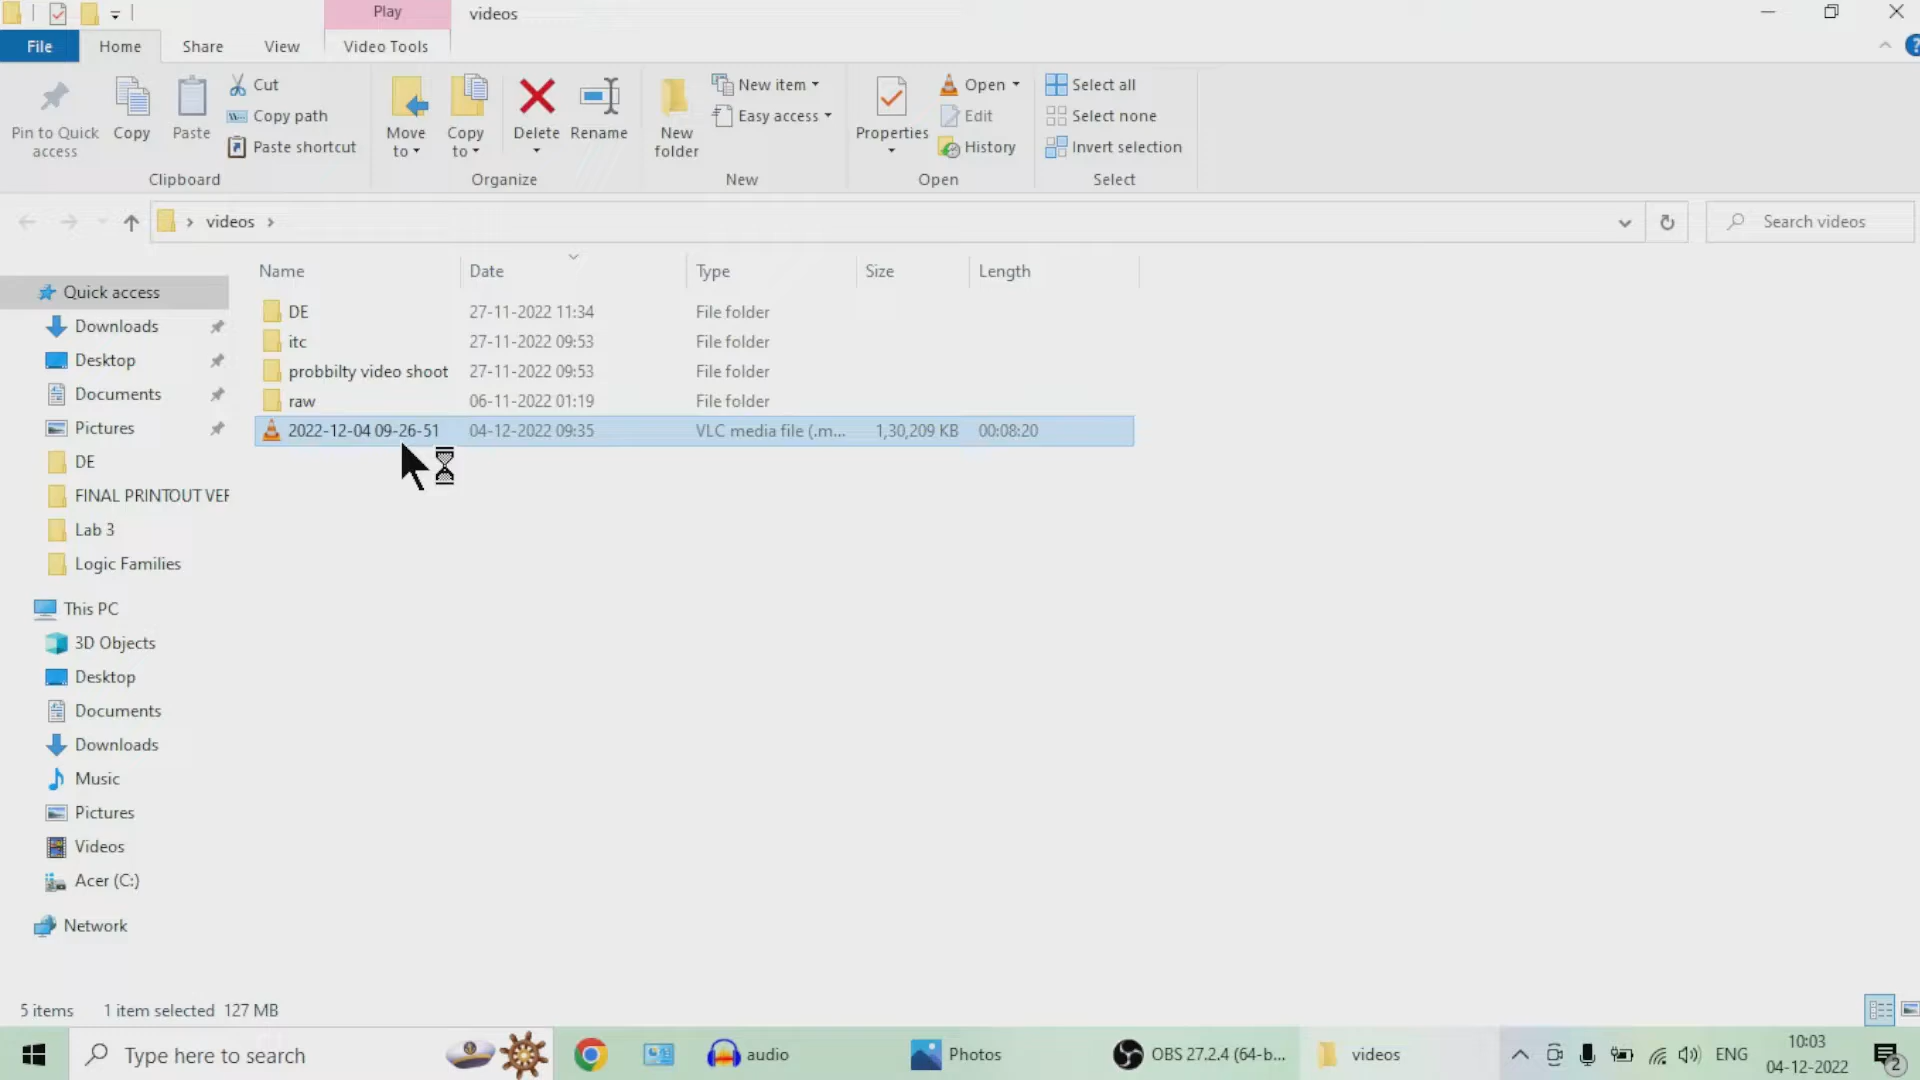 Play
videos
File
Home
Share
View
Video Tools
Pin to Quick access
Copy
Paste
Cut
Copy path
Paste shortcut
Clipboard
Move to
Copy to
Delete
Rename
Organize
New folder
New item
Easy access
New
Properties
Open
Edit
History
Open
Select all
Select none
Invert selection
Select
videos
Search videos
Name Date Type Size Length
DE 27-11-2022 11:34 File folder
itc 27-11-2022 09:53 File folder
probbilty video shoot 27-11-2022 09:53 File folder
raw 06-11-2022 01:19 File folder
2022-12-04 09-26-51 04-12-2022 09:35 VLC media file (.m... 1,30,209 KB 00:08:20
Quick access
Downloads
Desktop
Documents
Pictures
DE
FINAL PRINTOUT VER
Lab 3
Logic Families
This PC
3D Objects
Desktop
Documents
Downloads
Music
Pictures
Videos
Acer (C:)
Network
5 items 1 item selected 127 MB
Type here to search
audio
Photos
OBS 27.2.4 (64-b...
videos
ENG
10:03
04-12-2022
2